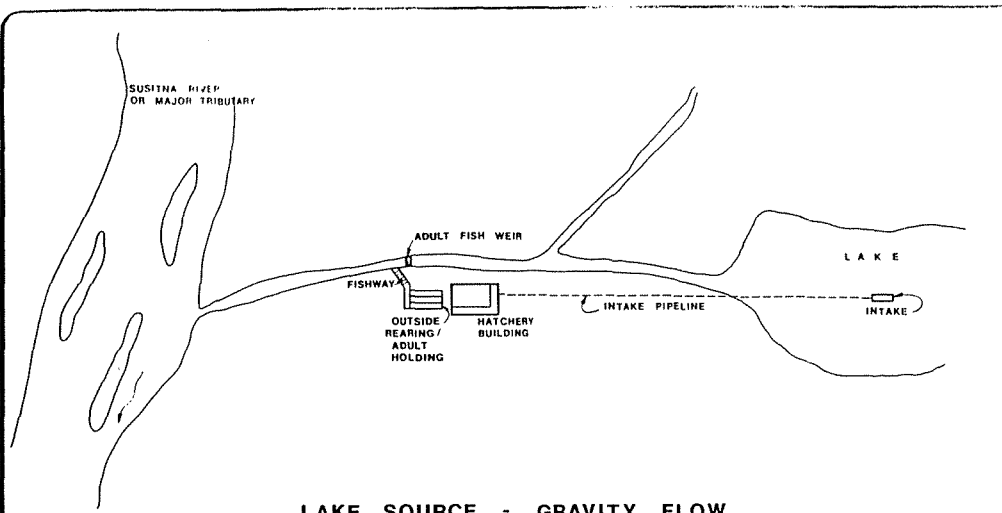 SUSITNA RIVER
OR MAJOR TRIBUTARY
ADULT FISH WEIR
FISHWAY
OUTSIDE
REARING/
ADULT
HOLDING
HATCHERY
BUILDING
INTAKE PIPELINE
LAKE
INTAKE
LAKE SOURCE - GRAVITY FLOW